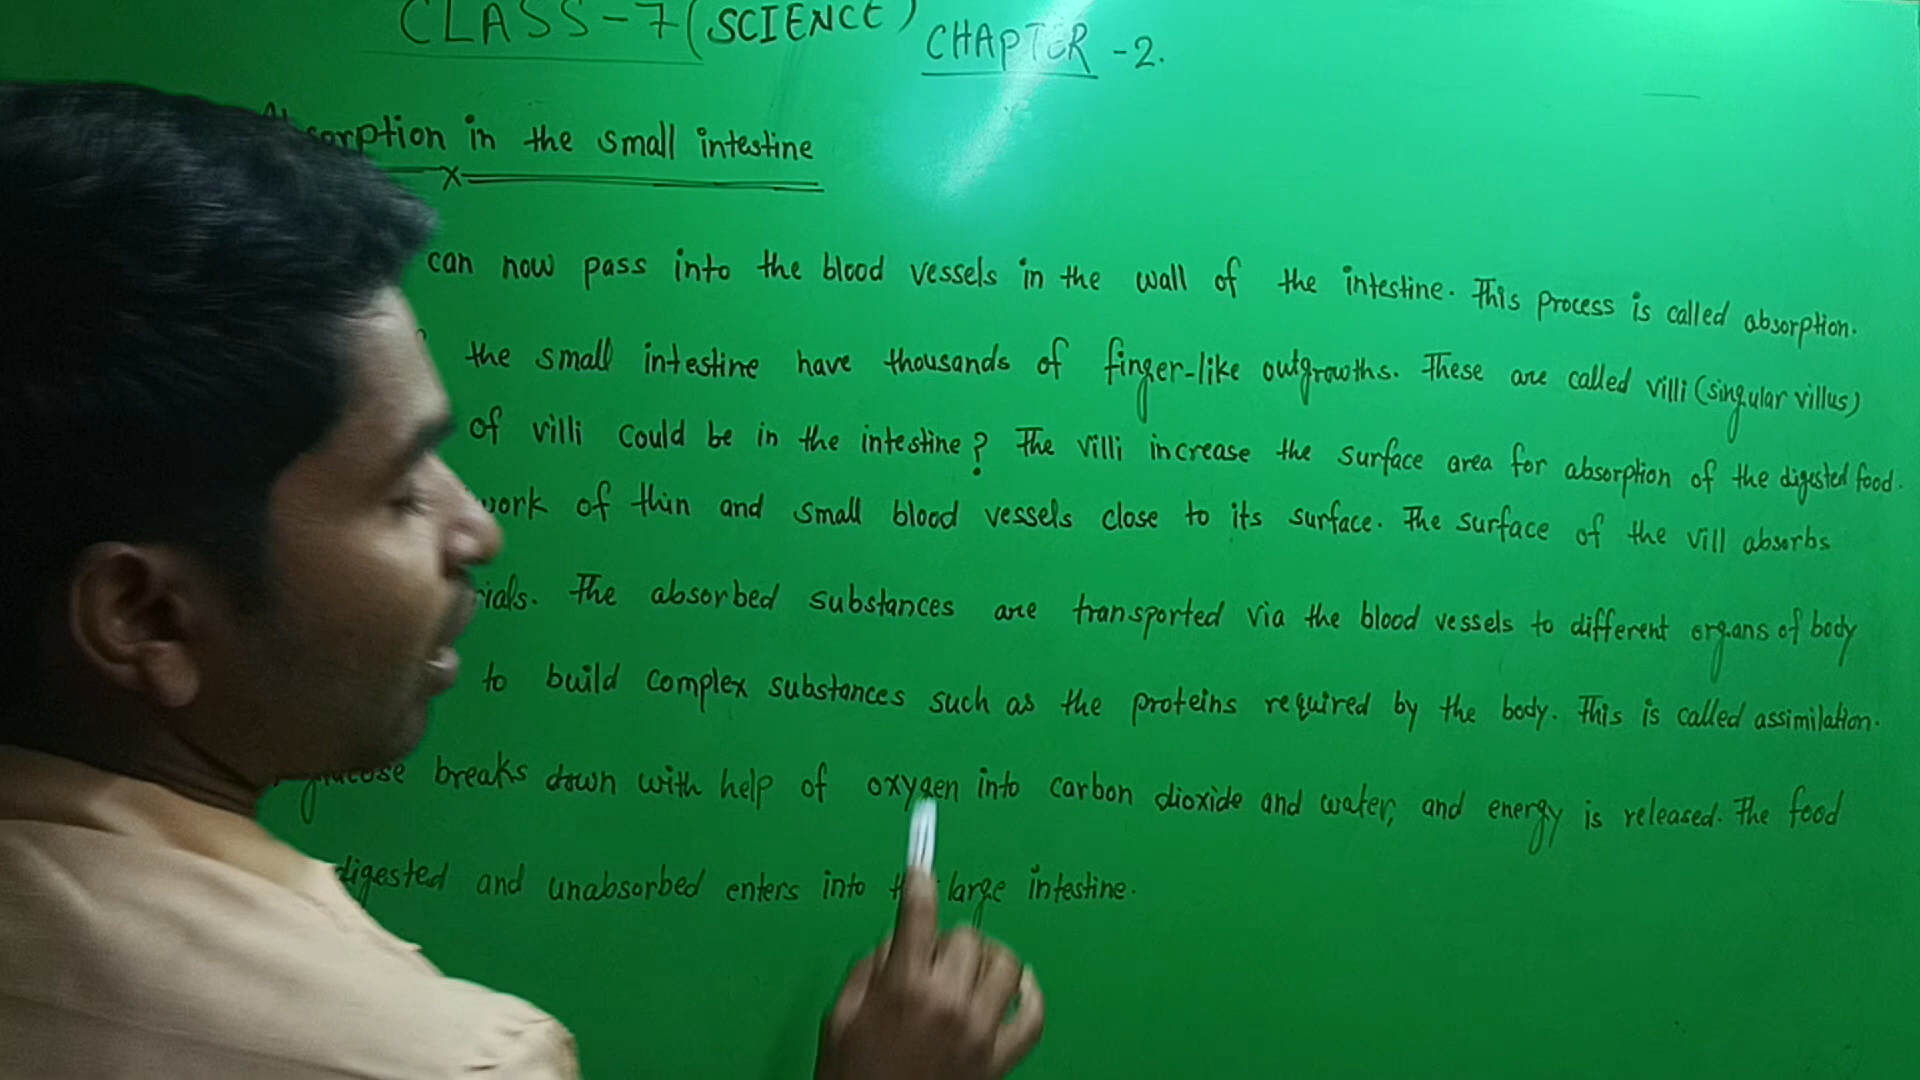 CLASS-7 (SCIENCE) CHAPTER-2.
Absorption in the small intestine
can now pass into the blood vessels in the wall of the intestine. This process is called absorption.
the small intestine have thousands of finger-like outgrowths. These are called villi (singular villus)
of villi could be in the intestine? The villi increase the surface area for absorption of the digested food.
work of thin and small blood vessels close to its surface. The surface of the vill absorbs
rials. The absorbed substances are transported via the blood vessels to different organs of body
to build complex substances such as the proteins required by the body. This is called assimilation.
glucose breaks down with help of oxygen into carbon dioxide and water, and energy is released. The food
digested and unabsorbed enters into the large intestine.